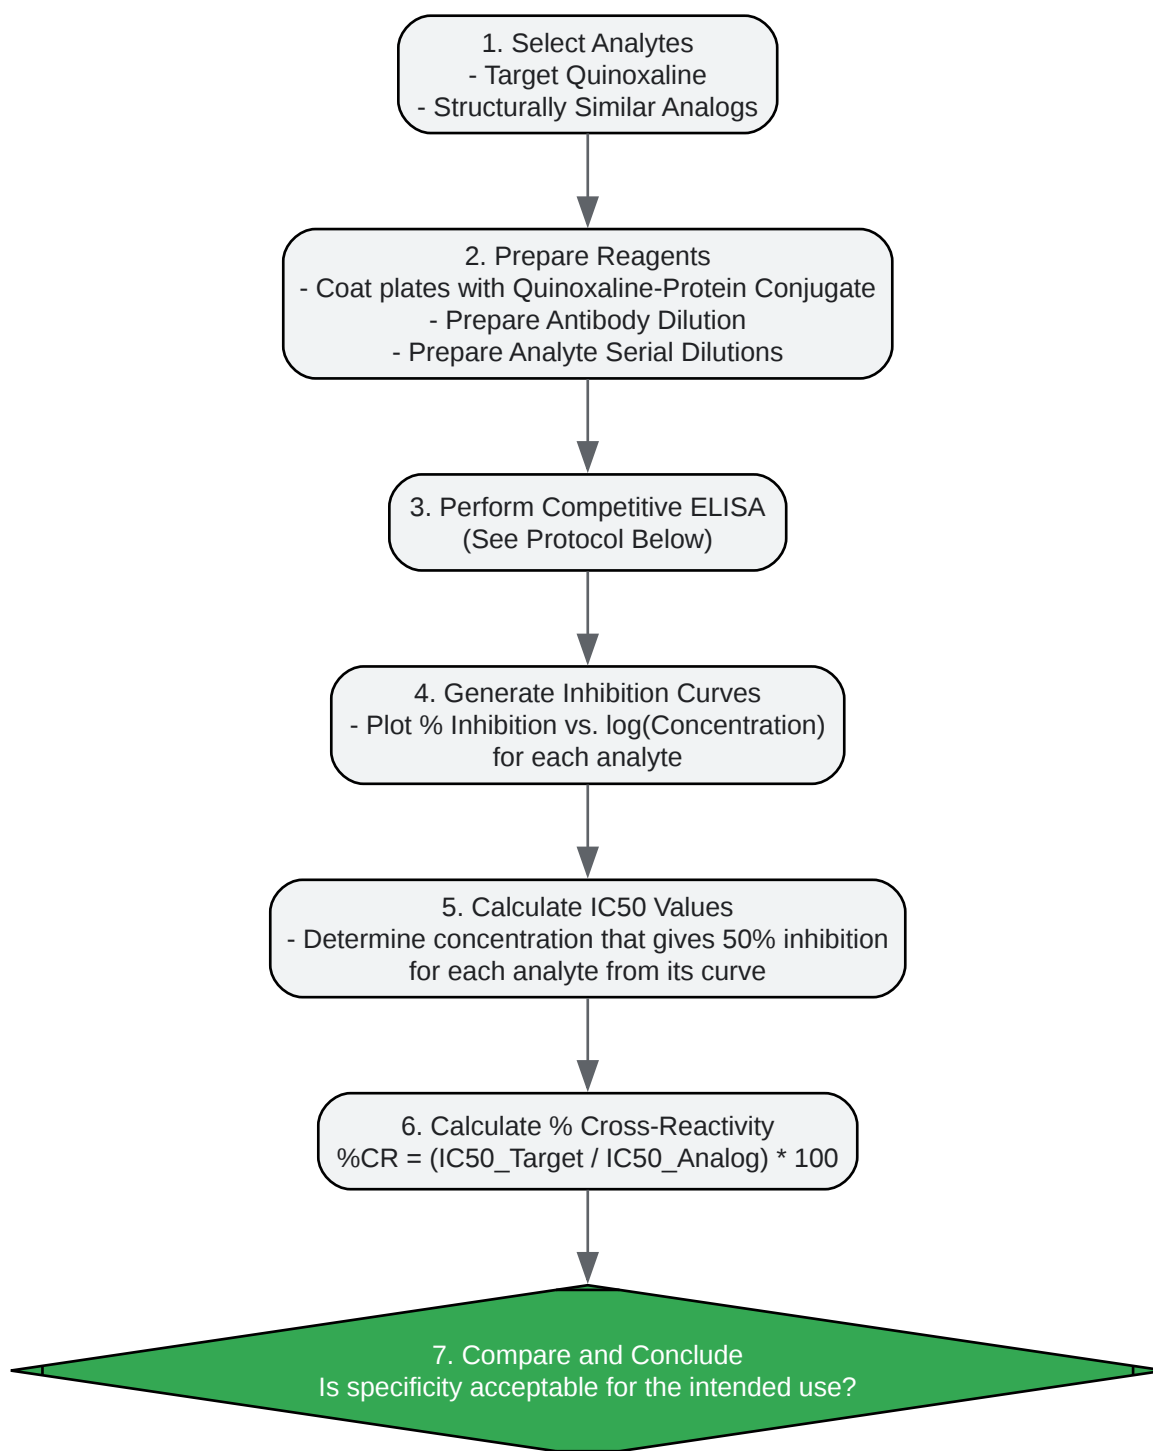 1. Select Analytes
- Target Quinoxaline
- Structurally Similar Analogs
2. Prepare Reagents
- Coat plates with Quinoxaline-Protein Conjugate
- Prepare Antibody Dilution
- Prepare Analyte Serial Dilutions
3. Perform Competitive ELISA
(See Protocol Below)
4. Generate Inhibition Curves
- Plot % Inhibition vs. log(Concentration)
for each analyte
5. Calculate IC50 Values
- Determine concentration that gives 50% inhibition
for each analyte from its curve
6. Calculate % Cross-Reactivity
%CR = (IC50_Target / IC50_Analog) * 100
7. Compare and Conclude
Is specificity acceptable for the intended use?